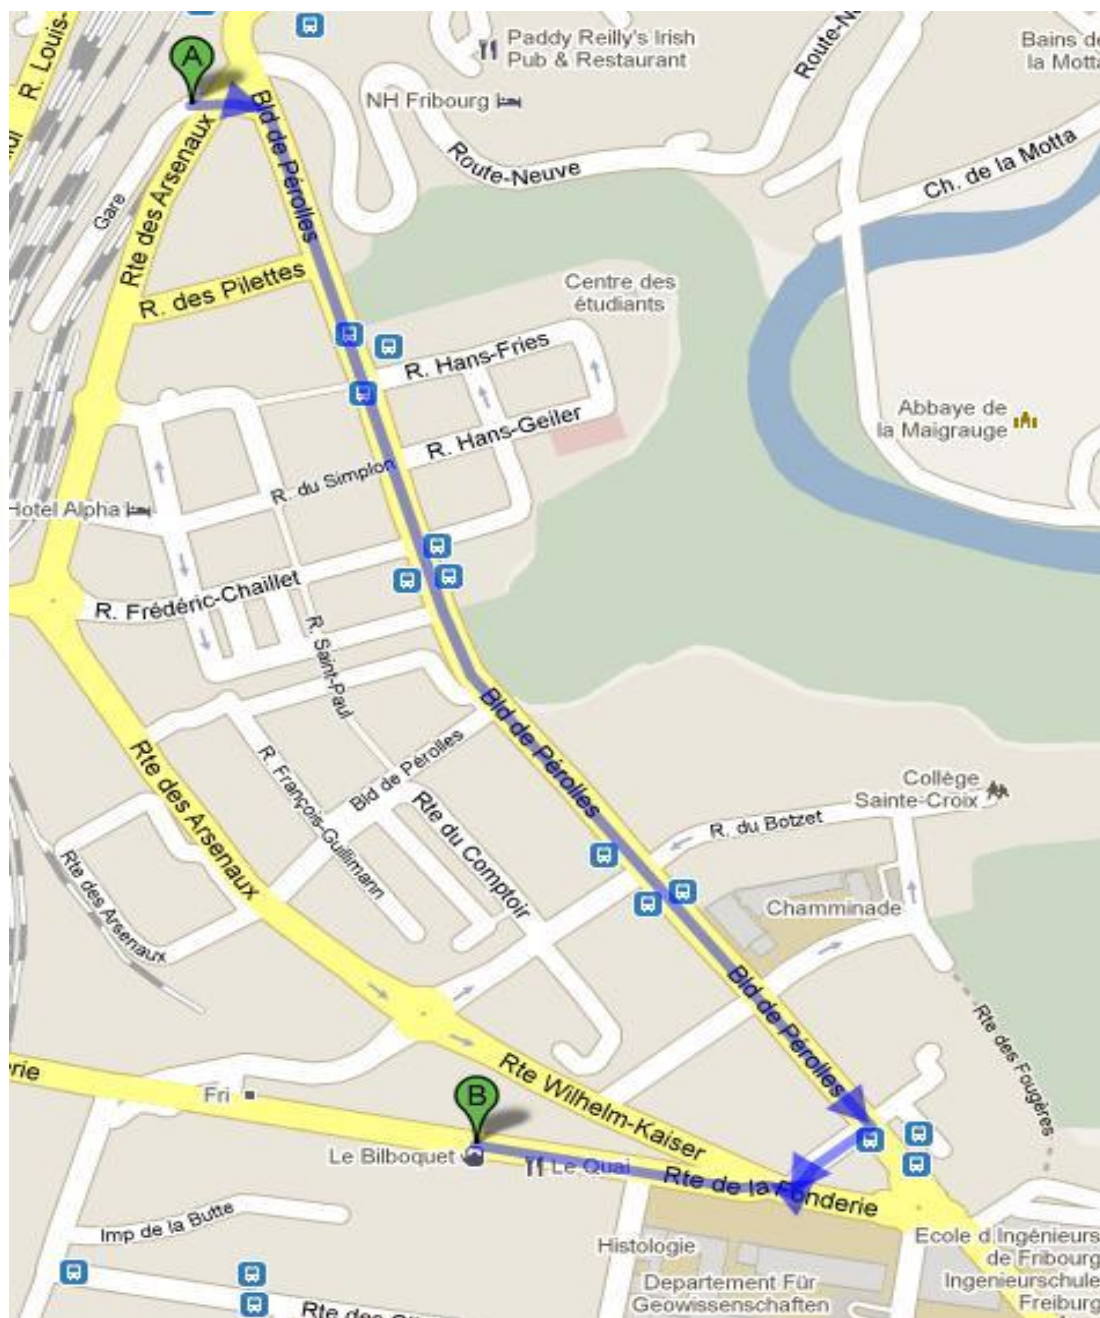 R. Louis-
Paddy Reilly's Irish
Pub & Restaurant
Route-N
Bains de
la Motta
A
NH Fribourg
Bld de Pérolles
Route-Neuve
Ch. de la Motta
Gare
Rte des Arsenaux
R. des Pilettes
Centre des
étudiants
R. Hans-Fries
Abbaye de
la Maigrauge
R. Hans-Geiler
R. du Simplon
Hotel Alpha
R. Frédéric-Chaillet
R. Saint-Paul
Bld de Pérolles
Bld de Pérolles
R. François-Guillimann
Rte des Arsenaux
Rte du Comptoir
Collège
Sainte-Croix
R. du Botzet
Rte des Arsenaux
Chamminade
Bld de Pérolles
Rte des Fougères
erie
Fri
B
Rte Wilhelm-Kaiser
Le Bilboquet
Le Quai
Rte de la Fonderie
Imp de la Butte
Histologie
Ecole d'Ingénieurs
de Fribourg
Ingenieurschule
Freiburg
Departement Für
Geowissenschaften
Rte des